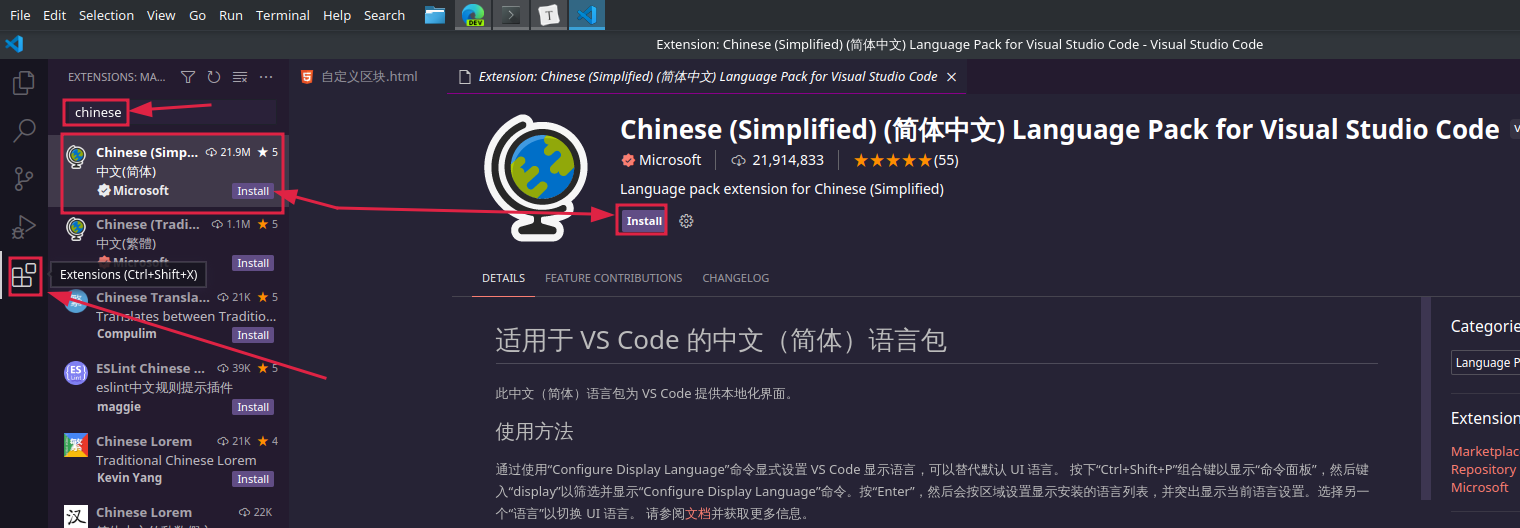 File Edit Selection View Go Run Terminal Help Search
DEV
T
Extension: Chinese (Simplified) (简体中文) Language Pack for Visual Studio Code - Visual Studio Code
EXTENSIONS: MA...
自定义区块.html
Extension: Chinese (Simplified) (简体中文) Language Pack for Visual Studio Code
chinese
Chinese (Simp... 21.9M ★ 5
中文(简体)
Microsoft Install
Chinese (Tradi... 1.1M ★ 5
中文(繁體)
Microsoft Install
Extensions (Ctrl+Shift+X)
繁
Chinese Transla... 21K ★ 5
Translates between Traditio...
Compulim Install
ES
Lint
ESLint Chinese ... 39K ★ 5
eslint中文规则提示插件
maggie Install
繁
Chinese Lorem 21K ★ 4
Traditional Chinese Lorem
Kevin Yang Install
汉
Chinese Lorem 22K
Chinese (Simplified) (简体中文) Language Pack for Visual Studio Code
Microsoft 21,914,833 ★★★★★(55)
Language pack extension for Chinese (Simplified)
Install
DETAILS FEATURE CONTRIBUTIONS CHANGELOG
适用于 VS Code 的中文（简体）语言包
此中文（简体）语言包为 VS Code 提供本地化界面。
使用方法
通过使用“Configure Display Language”命令显式设置 VS Code 显示语言，可以替代默认 UI 语言。 按下“Ctrl+Shift+P”组合键以显示“命令面板”，然后键
入“display”以筛选并显示“Configure Display Language”命令。按“Enter”，然后会按区域设置显示安装的语言列表，并突出显示当前语言设置。选择另一
个“语言”以切换 UI 语言。 请参阅文档并获取更多信息。
Categorie
Language P
Extension
Marketplac
Repository
Microsoft